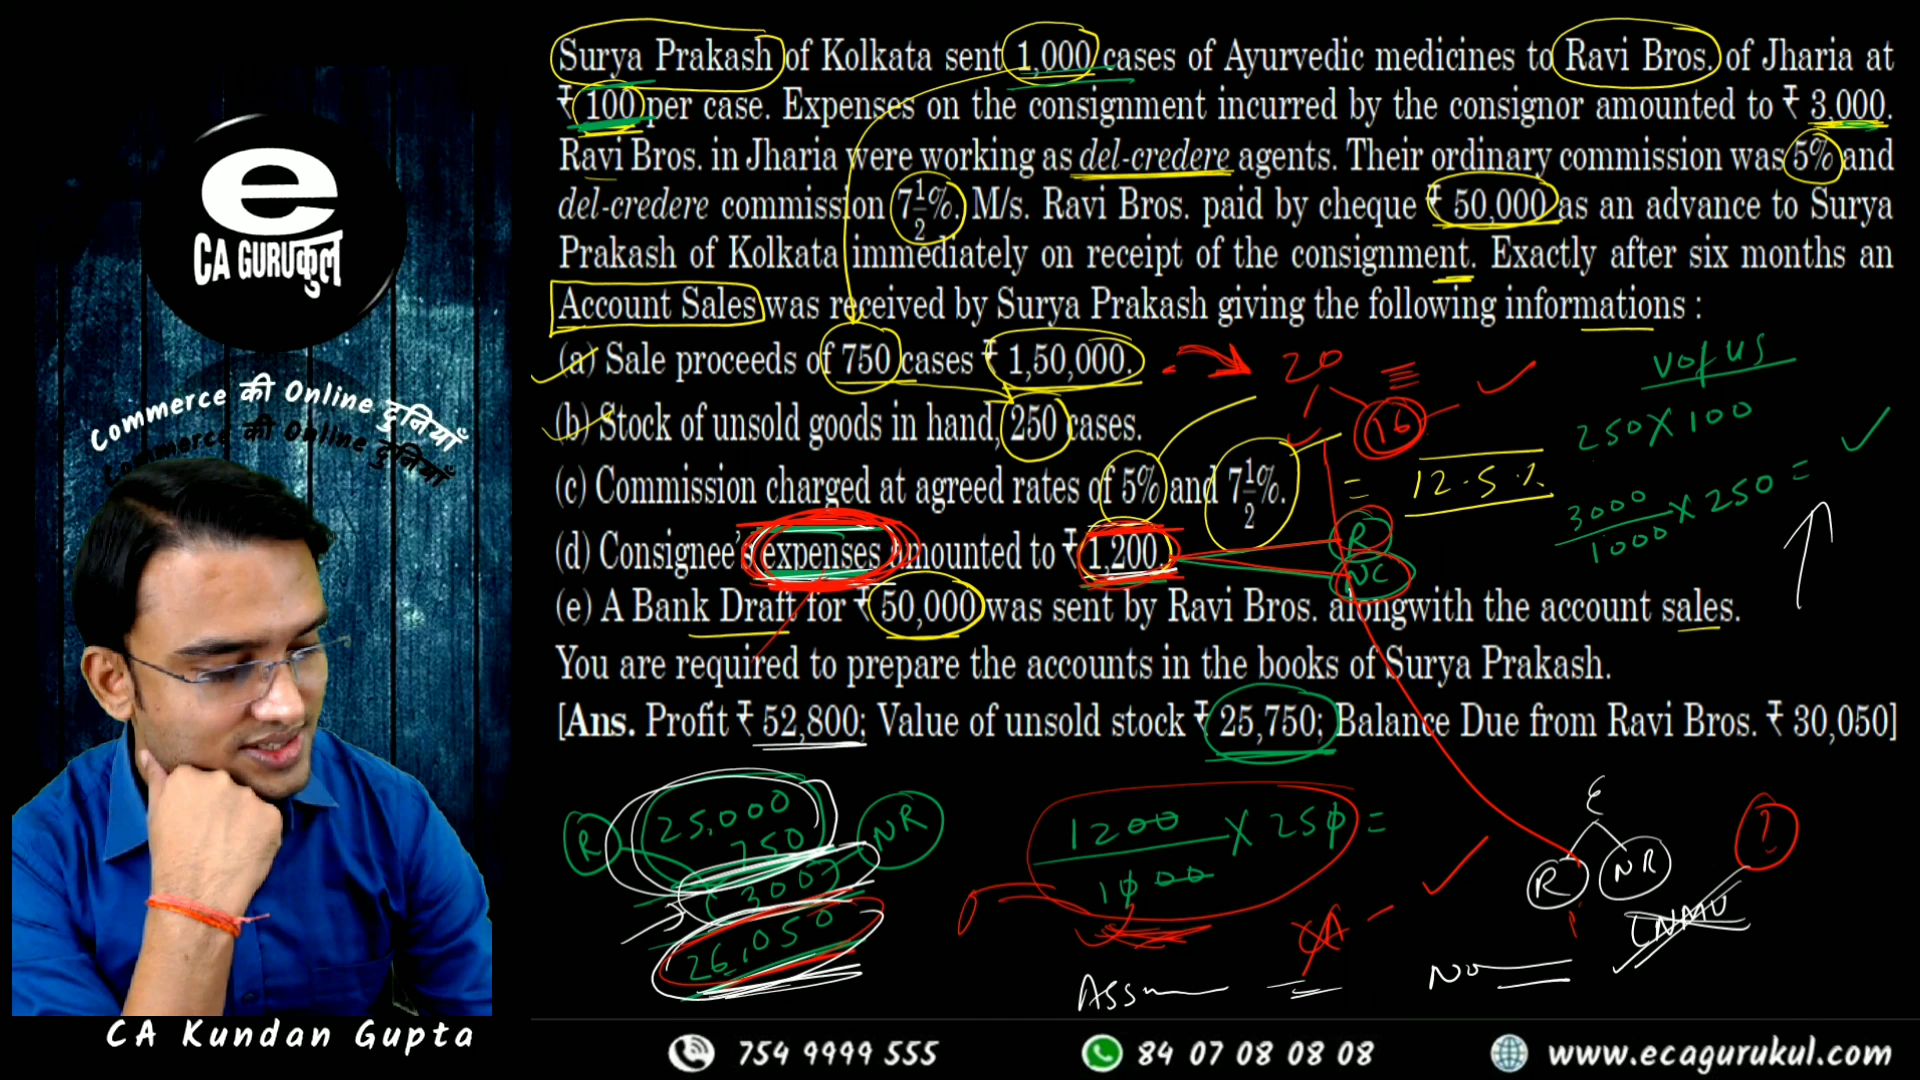 Surya Prakash of Kolkata sent 1,000 cases of Ayurvedic medicines to Ravi Bros. of Jharia at
₹ 100 per case. Expenses on the consignment incurred by the consignor amounted to ₹ 3,000.
Ravi Bros. in Jharia were working as del-credere agents. Their ordinary commission was 5% and
del-credere commission 7½%. M/s. Ravi Bros. paid by cheque ₹ 50,000 as an advance to Surya
Prakash of Kolkata immediately on receipt of the consignment. Exactly after six months an
Account Sales was received by Surya Prakash giving the following informations :
(a) Sale proceeds of 750 cases ₹ 1,50,000.
20
16
V of US
250 X 100
(b) Stock of unsold goods in hand, 250 cases.
(c) Commission charged at agreed rates of 5% and 7½%.
= 12.5%
3000/1000 X 250 =
(d) Consignee's expenses amounted to ₹ 1,200.
R
NC
(e) A Bank Draft for ₹ 50,000 was sent by Ravi Bros. alongwith the account sales.
You are required to prepare the accounts in the books of Surya Prakash.
[Ans. Profit ₹ 52,800; Value of unsold stock ₹ 25,750; Balance Due from Ravi Bros. ₹ 30,050]
R
25,000
750
300
26,050
NR
1200/1000 X 250 =
E
R
NR
No
e
CA GURUकुल
Commerce की Online दुनियाँ
CA Kundan Gupta
754 9999 555
84 07 08 08 08
www.ecagurukul.com